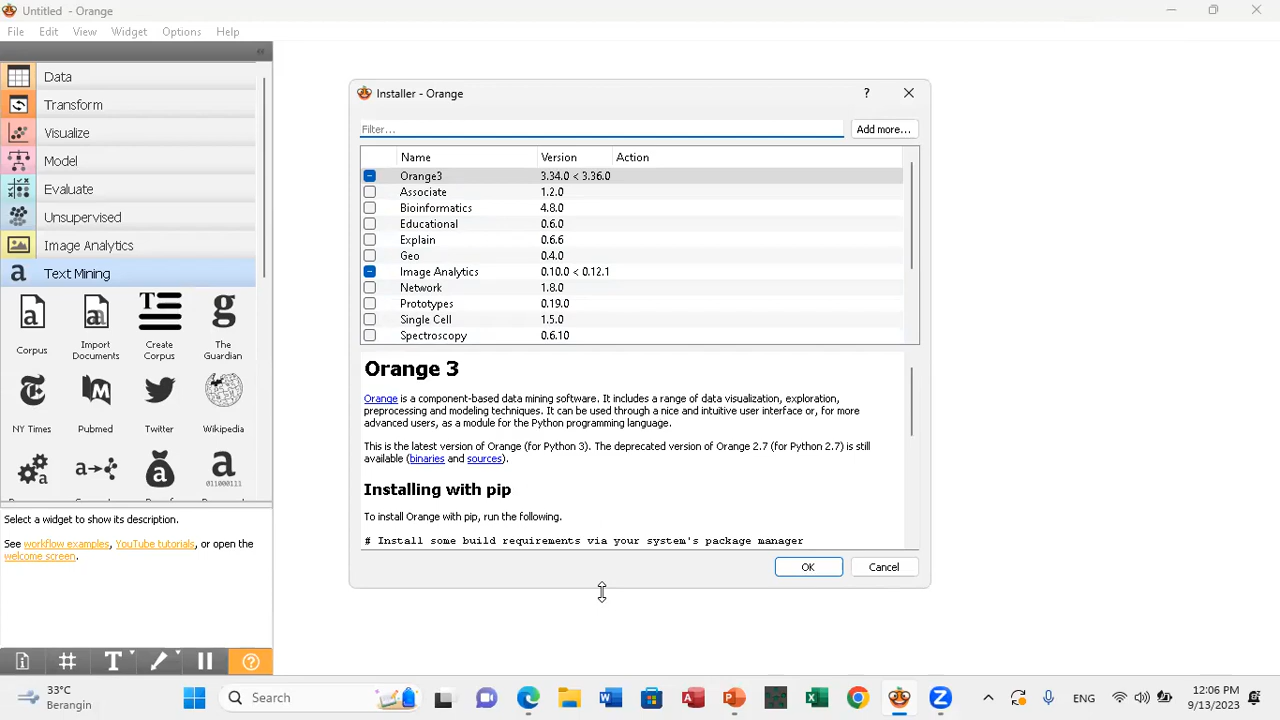 Untitled - Orange
File Edit View Widget Options Help
Data
Transform
Visualize
Model
Evaluate
Unsupervised
Image Analytics
Text Mining
Corpus
Import Documents
Create Corpus
The Guardian
NY Times
Pubmed
Twitter
Wikipedia
Select a widget to show its description.
See workflow examples, YouTube tutorials, or open the
welcome screen.
Installer - Orange
Filter...
Add more...
Name Version Action
Orange3 3.34.0 < 3.36.0
Associate 1.2.0
Bioinformatics 4.8.0
Educational 0.6.0
Explain 0.6.6
Geo 0.4.0
Image Analytics 0.10.0 < 0.12.1
Network 1.8.0
Prototypes 0.19.0
Single Cell 1.5.0
Spectroscopy 0.6.10
Orange 3
Orange is a component-based data mining software. It includes a range of data visualization, exploration,
preprocessing and modeling techniques. It can be used through a nice and intuitive user interface or, for more
advanced users, as a module for the Python programming language.
This is the latest version of Orange (for Python 3). The deprecated version of Orange 2.7 (for Python 2.7) is still
available (binaries and sources).
Installing with pip
To install Orange with pip, run the following.
# Install some build requirements via your system's package manager
OK Cancel
33°C
Berangin
Search
ENG
12:06 PM
9/13/2023